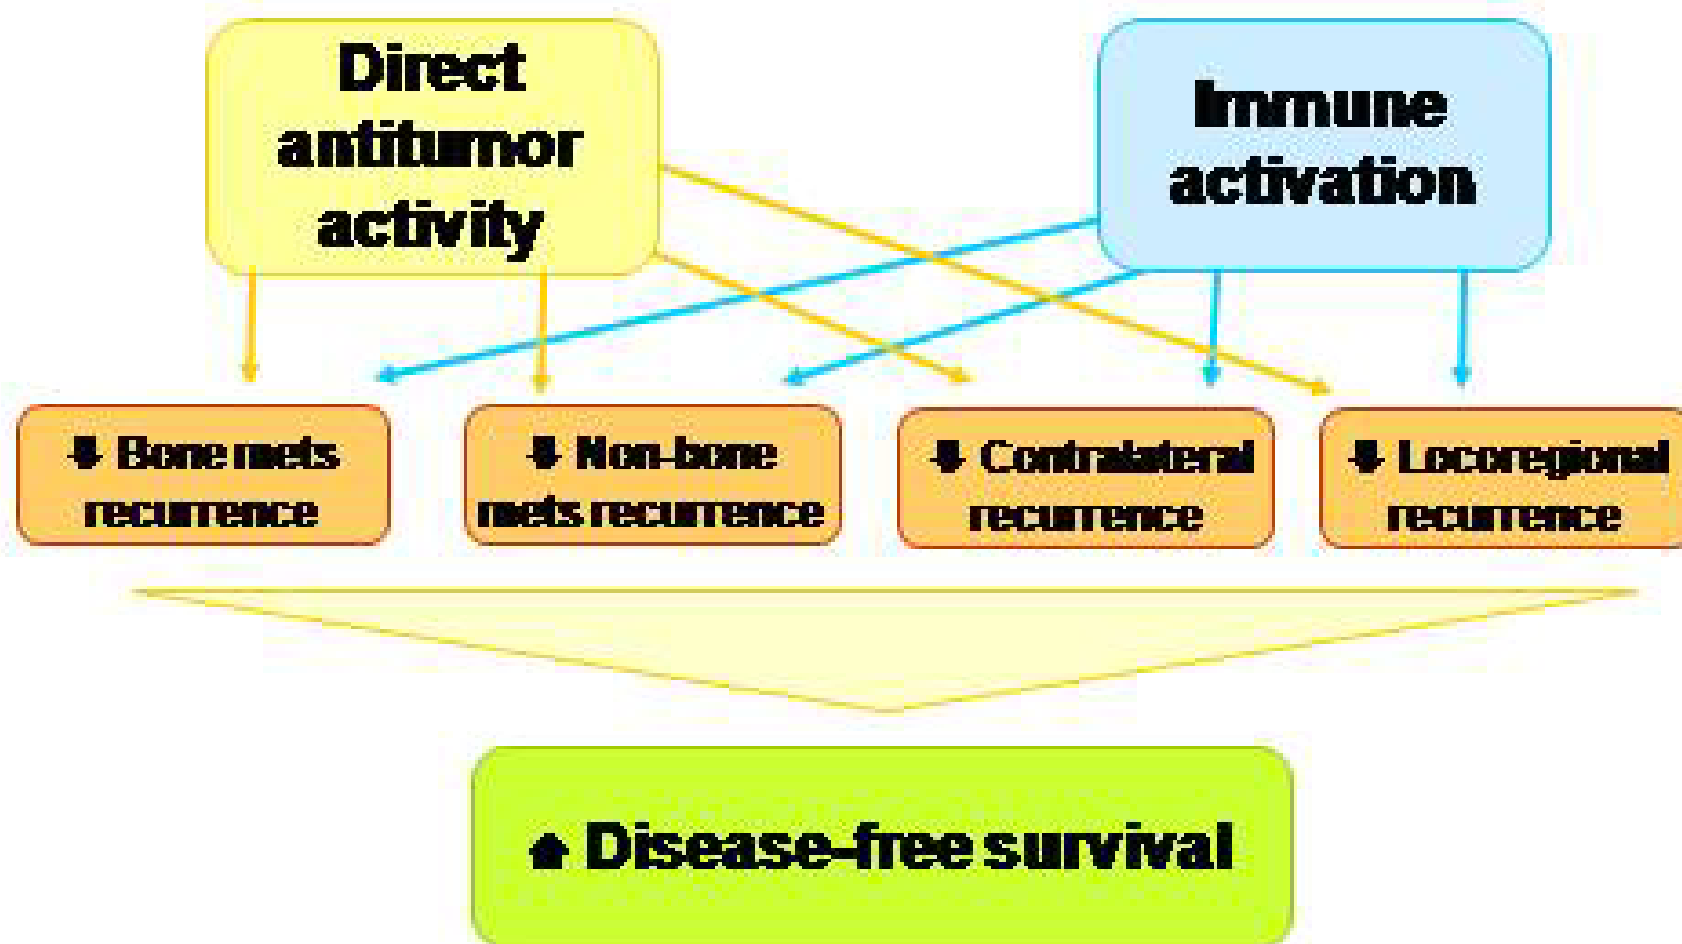 Direct
antitumor
activity
Immune
activation
🡇 Bone mets
recurrence
🡇 Non-bone
mets recurrence
🡇 Contralateral
recurrence
🡇 Locoregional
recurrence
🡅 Disease-free survival